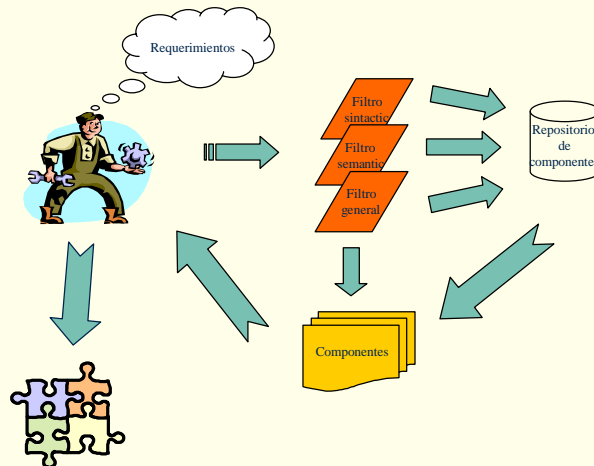 Requerimientos
Filtro
sintactic
Filtro
semantic
Filtro
general
Repositorio
de
componente
Componentes